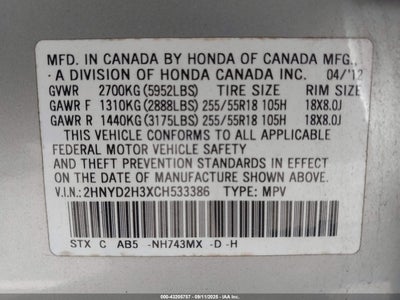 MFD. IN CANADA BY HONDA OF CANADA MFG.,
A DIVISION OF HONDA CANADA INC. 04/'12
GVWR 2700KG (5952LBS) TIRE SIZE RIM SIZE
GAWR F 1310KG (2888LBS) 255/55R18 105H 18X8.0J
GAWR R 1440KG (3175LBS) 255/55R18 105H 18X8.0J
THIS VEHICLE CONFORMS TO ALL APPLICABLE
FEDERAL MOTOR VEHICLE SAFETY
AND THEFT PREVENTION STANDARDS IN EFFECT
ON THE DATE OF MANUFACTURE SHOWN ABOVE.
V.I.N.: 2HNYD2H3XCH533386 TYPE: MPV
STX C AB5 -NH743MX -D -H
000-43205757 - 09/11/2025 - IAAI.COM